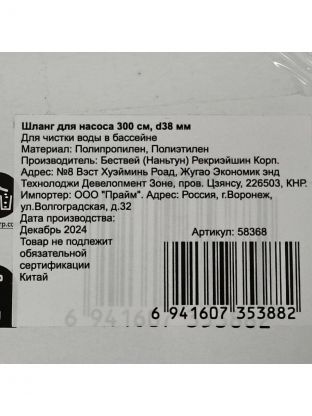 Шланг для насоса 300 см, d38 мм
Для чистки воды в бассейне
Материал: Полипропилен, Полиэтилен
Производитель: Бествей (Наньтун) Рекриэйшин Корп.
Адрес: №8 Вэст Хуэйминь Роад, Жугао Экономик энд
Технолоджи Девелопмент Зоне, пров. Цзянсу, 226503, КНР.
Импортер: ООО "Прайм". Адрес: Россия, г.Воронеж,
ул.Волгоградская, д.32
Дата производства:
Декабрь 2024
Товар не подлежит
обязательной
сертификации
Китай
Артикул: 58368
6 941607 353882